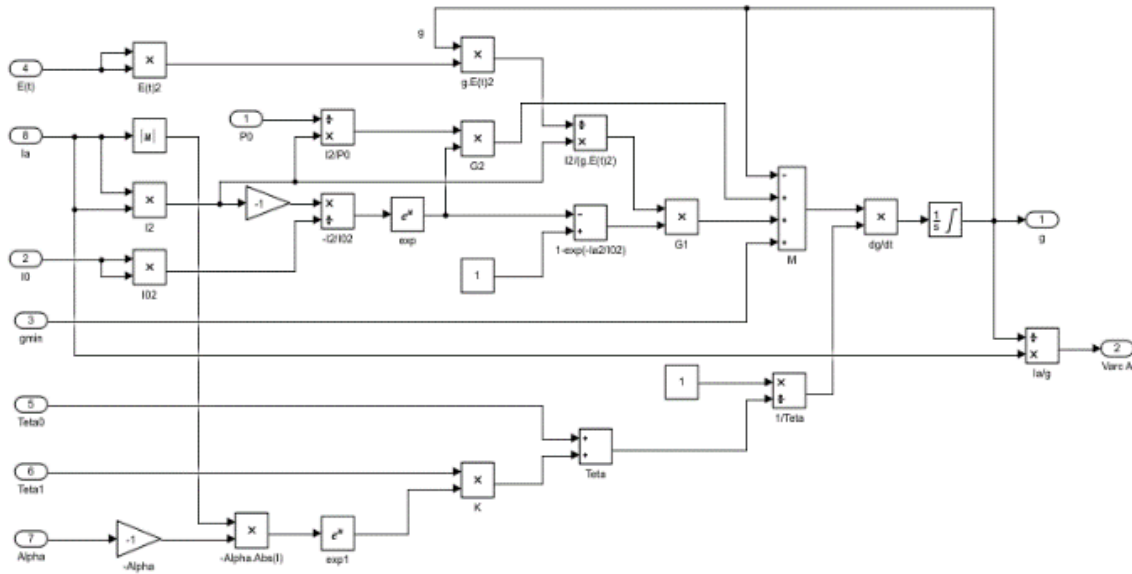 g
4
E(t)
×
E(t)2
×
g.E(t)2
8
Ia
|u|
1
P0
÷
×
I2/P0
×
G2
÷
×
I2/(g.E(t)2)
×
I2
-1
×
÷
-I2/I02
eˣ
exp
-
+
1-exp(-Ia2/I02)
×
G1
-
+
+
+
M
×
dg/dt
1
s
∫
1
g
2
I0
×
I02
1
3
gmin
÷
×
Ia/g
2
Varc A
1
×
÷
1/Teta
5
Teta0
+
+
Teta
6
Teta1
×
K
7
Alpha
-1
-Alpha
×
-Alpha.Abs(I)
eˣ
exp1